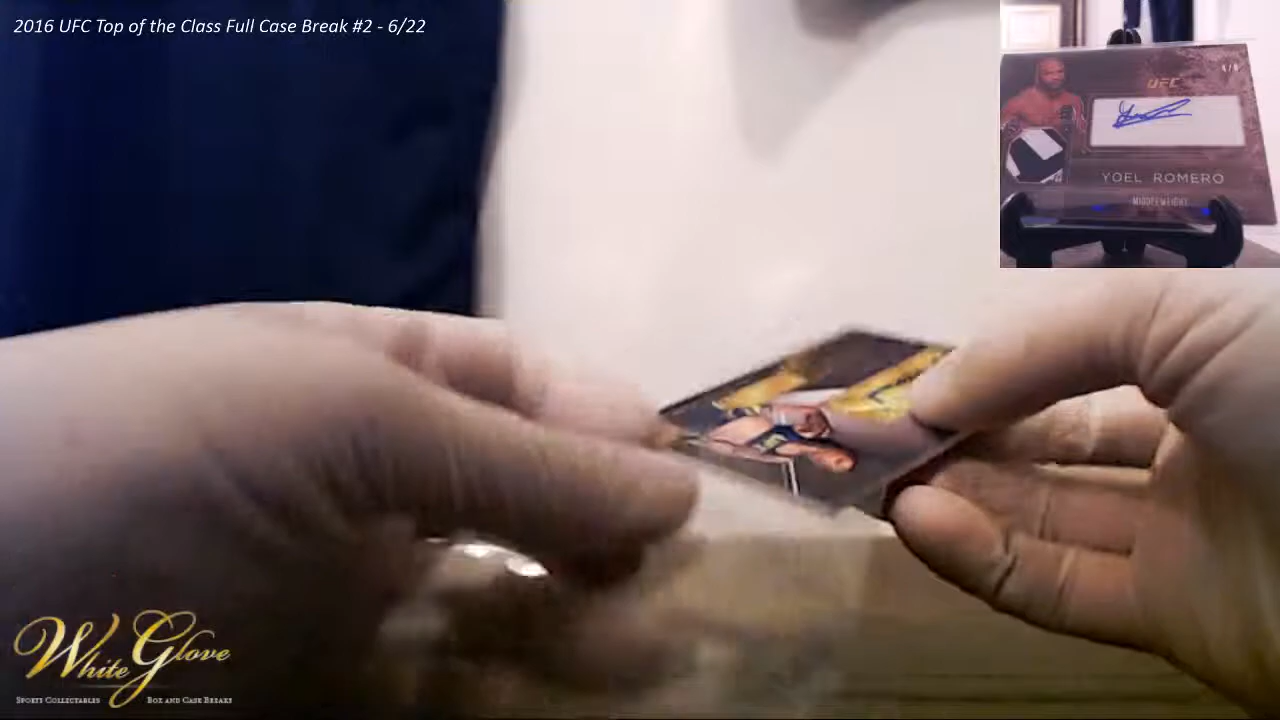 2016 UFC Top of the Class Full Case Break #2 - 6/22
UFC
YOEL ROMERO
MIDDLEWEIGHT
White Glove
SPORTS COLLECTABLES BOX AND CASE BREAKS